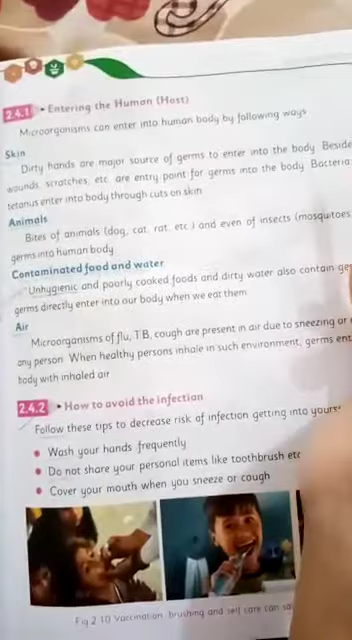 2.4.1 • Entering the Human (Host)
Microorganisms can enter into human body by following ways
Skin
Dirty hands are major source of germs to enter into the body. Beside
wounds, scratches, etc. are entry point for germs into the body. Bacteria
tetanus enter into body through cuts on skin
Animals
Bites of animals (dog, cat, rat, etc.) and even of insects (mosquitoes
germs into human body
Contaminated food and water
Unhygienic and poorly cooked foods and dirty water also contain
germs directly enter into our body when we eat them
Air
Microorganisms of flu, T.B, cough are present in air due to sneezing or
any person. When healthy persons inhale in such environment, germs
body with inhaled air
2.4.2 • How to avoid the infection
Follow these tips to decrease risk of infection getting into
• Wash your hands frequently
• Do not share your personal items like toothbrush etc
• Cover your mouth when you sneeze or cough
Fig 2.10 Vaccination, brushing and self care can